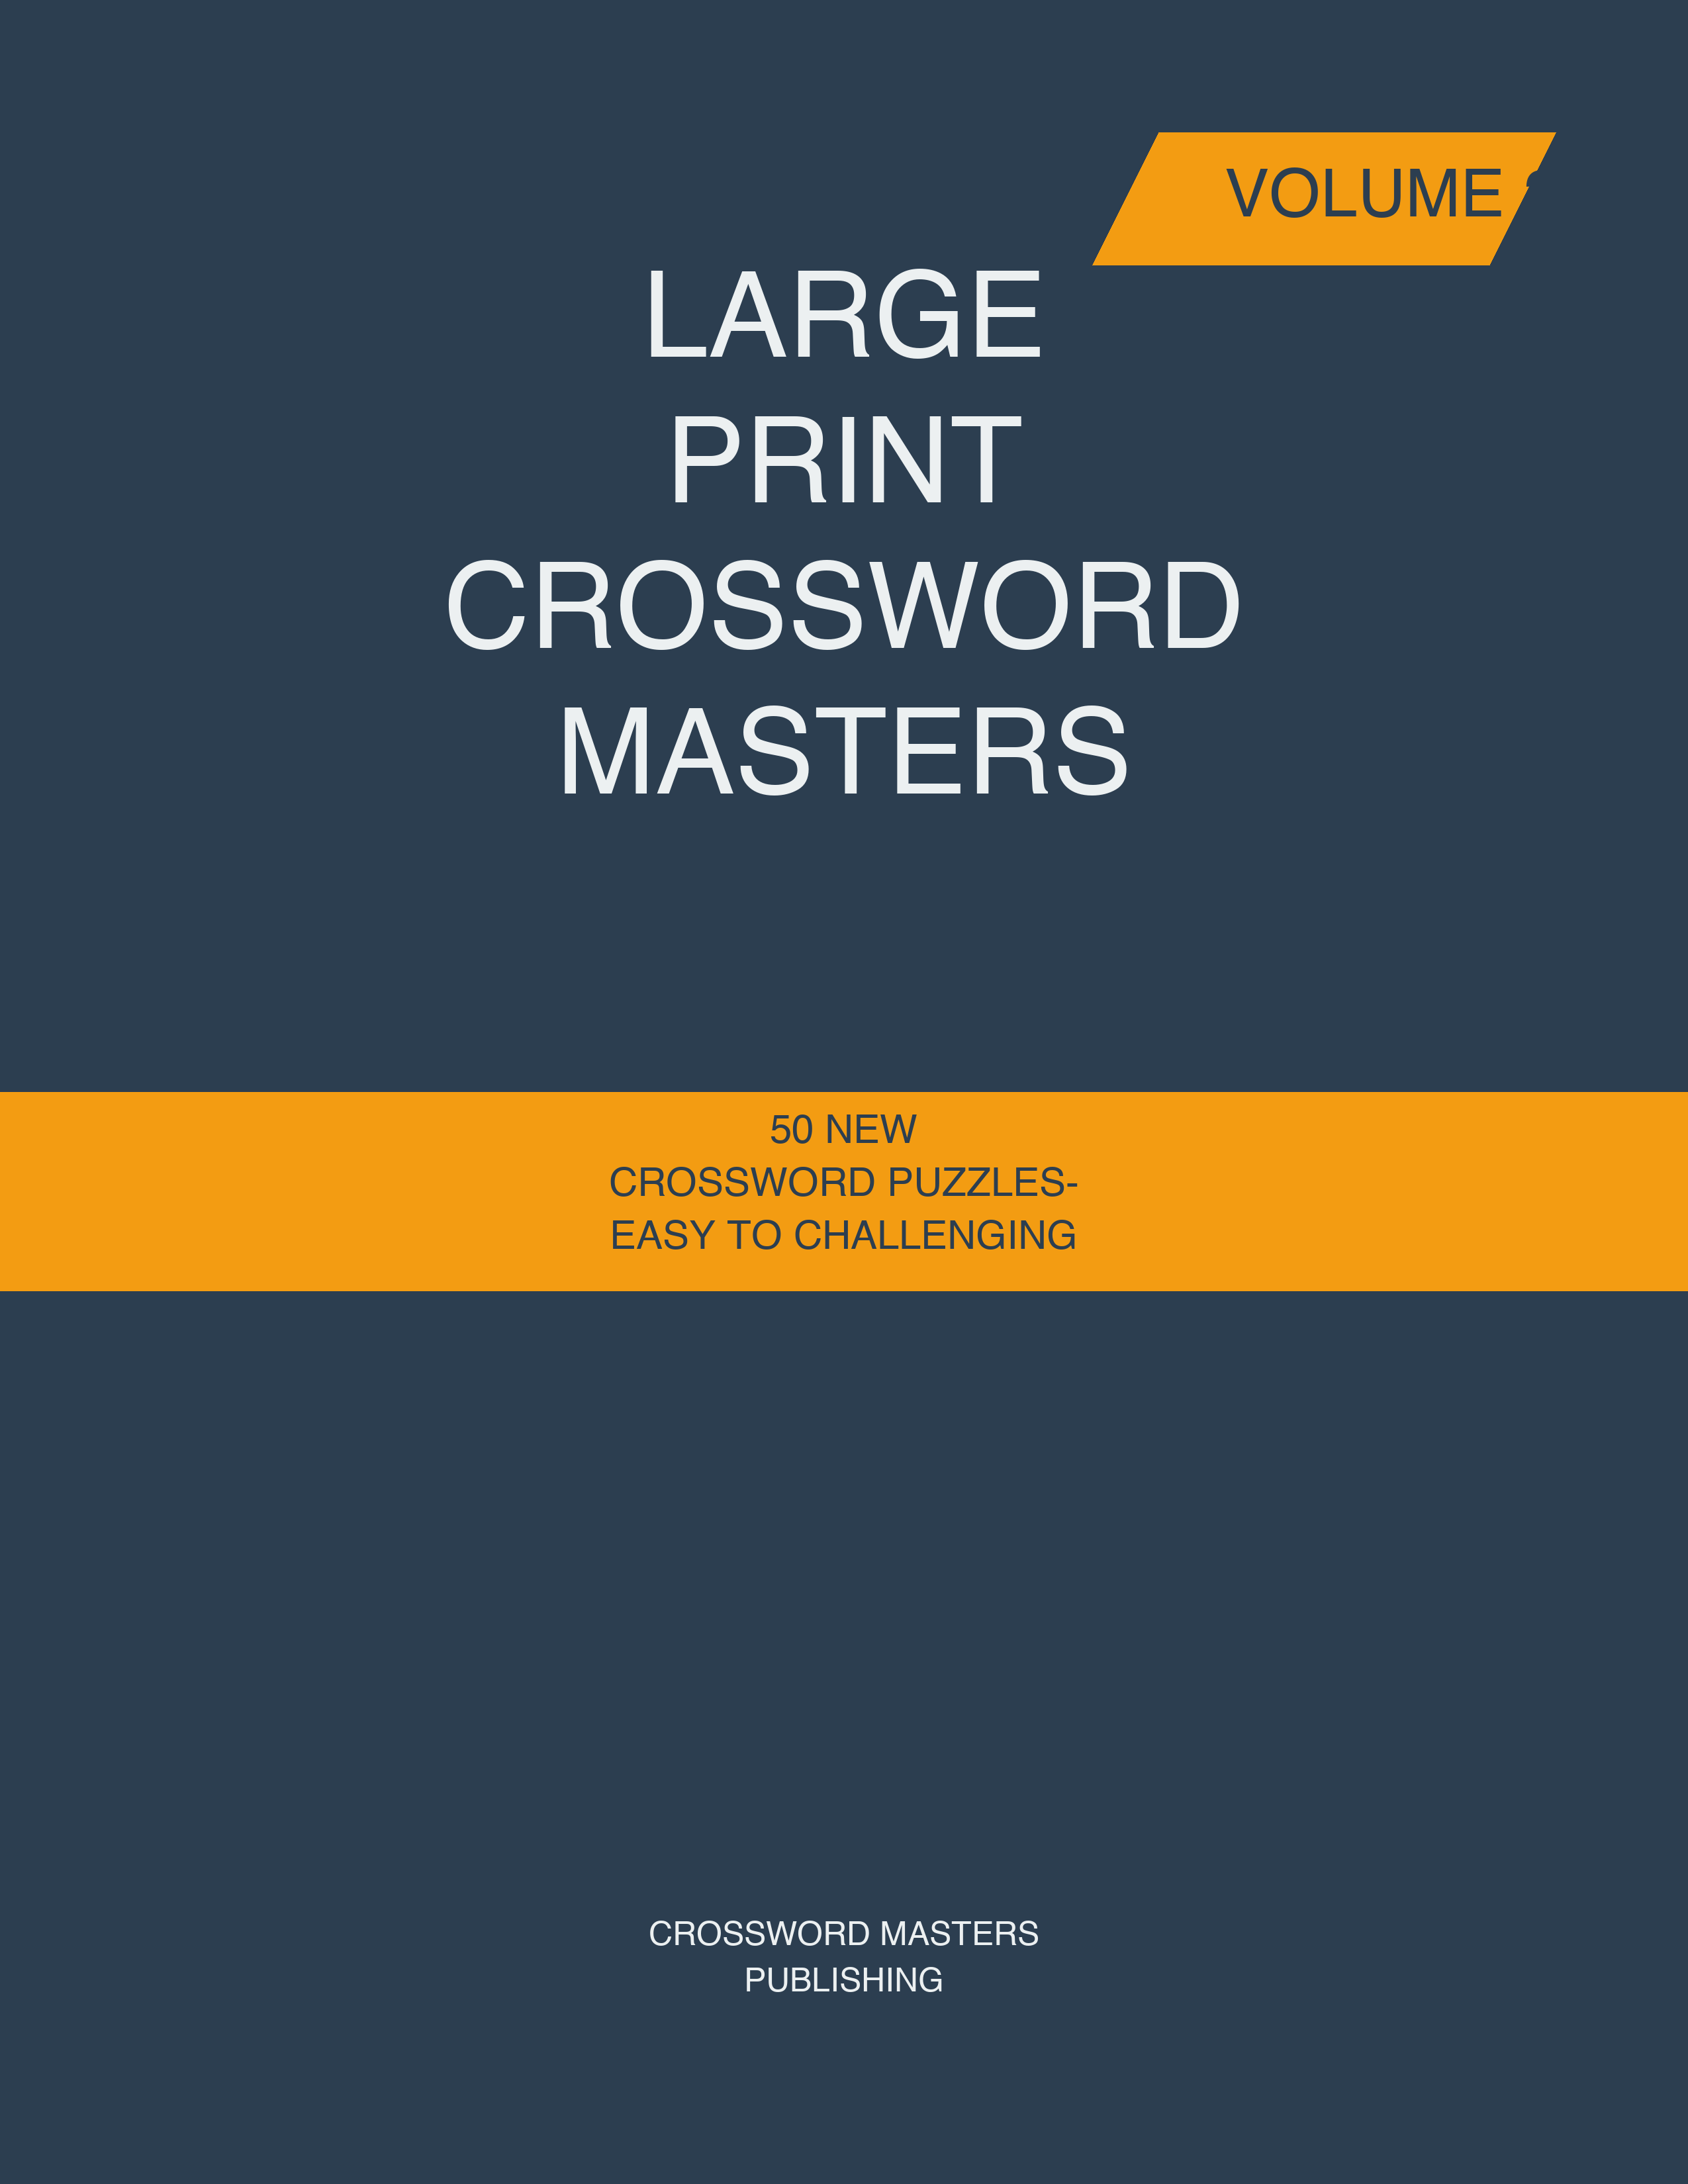 VOLUME
LARGE
PRINT
CROSSWORD
MASTERS
50 NEW
CROSSWORD PUZZLES-
EASY TO CHALLENGING
CROSSWORD MASTERS
PUBLISHING